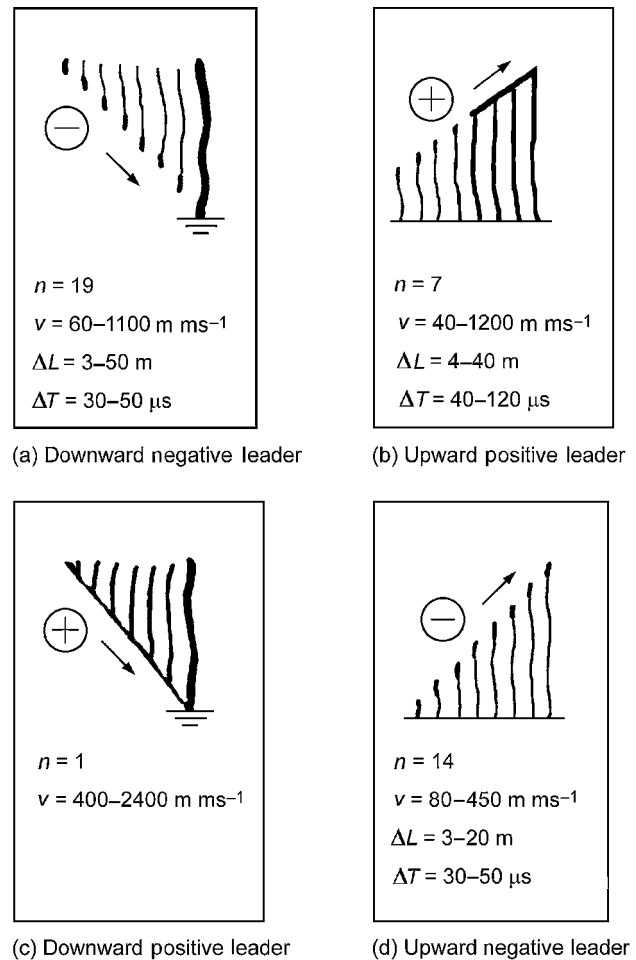 n = 19
v = 60–1100 m ms⁻¹
ΔL = 3–50 m
ΔT = 30–50 μs
(a) Downward negative leader
n = 7
v = 40–1200 m ms⁻¹
ΔL = 4–40 m
ΔT = 40–120 μs
(b) Upward positive leader
n = 1
v = 400–2400 m ms⁻¹
(c) Downward positive leader
n = 14
v = 80–450 m ms⁻¹
ΔL = 3–20 m
ΔT = 30–50 μs
(d) Upward negative leader